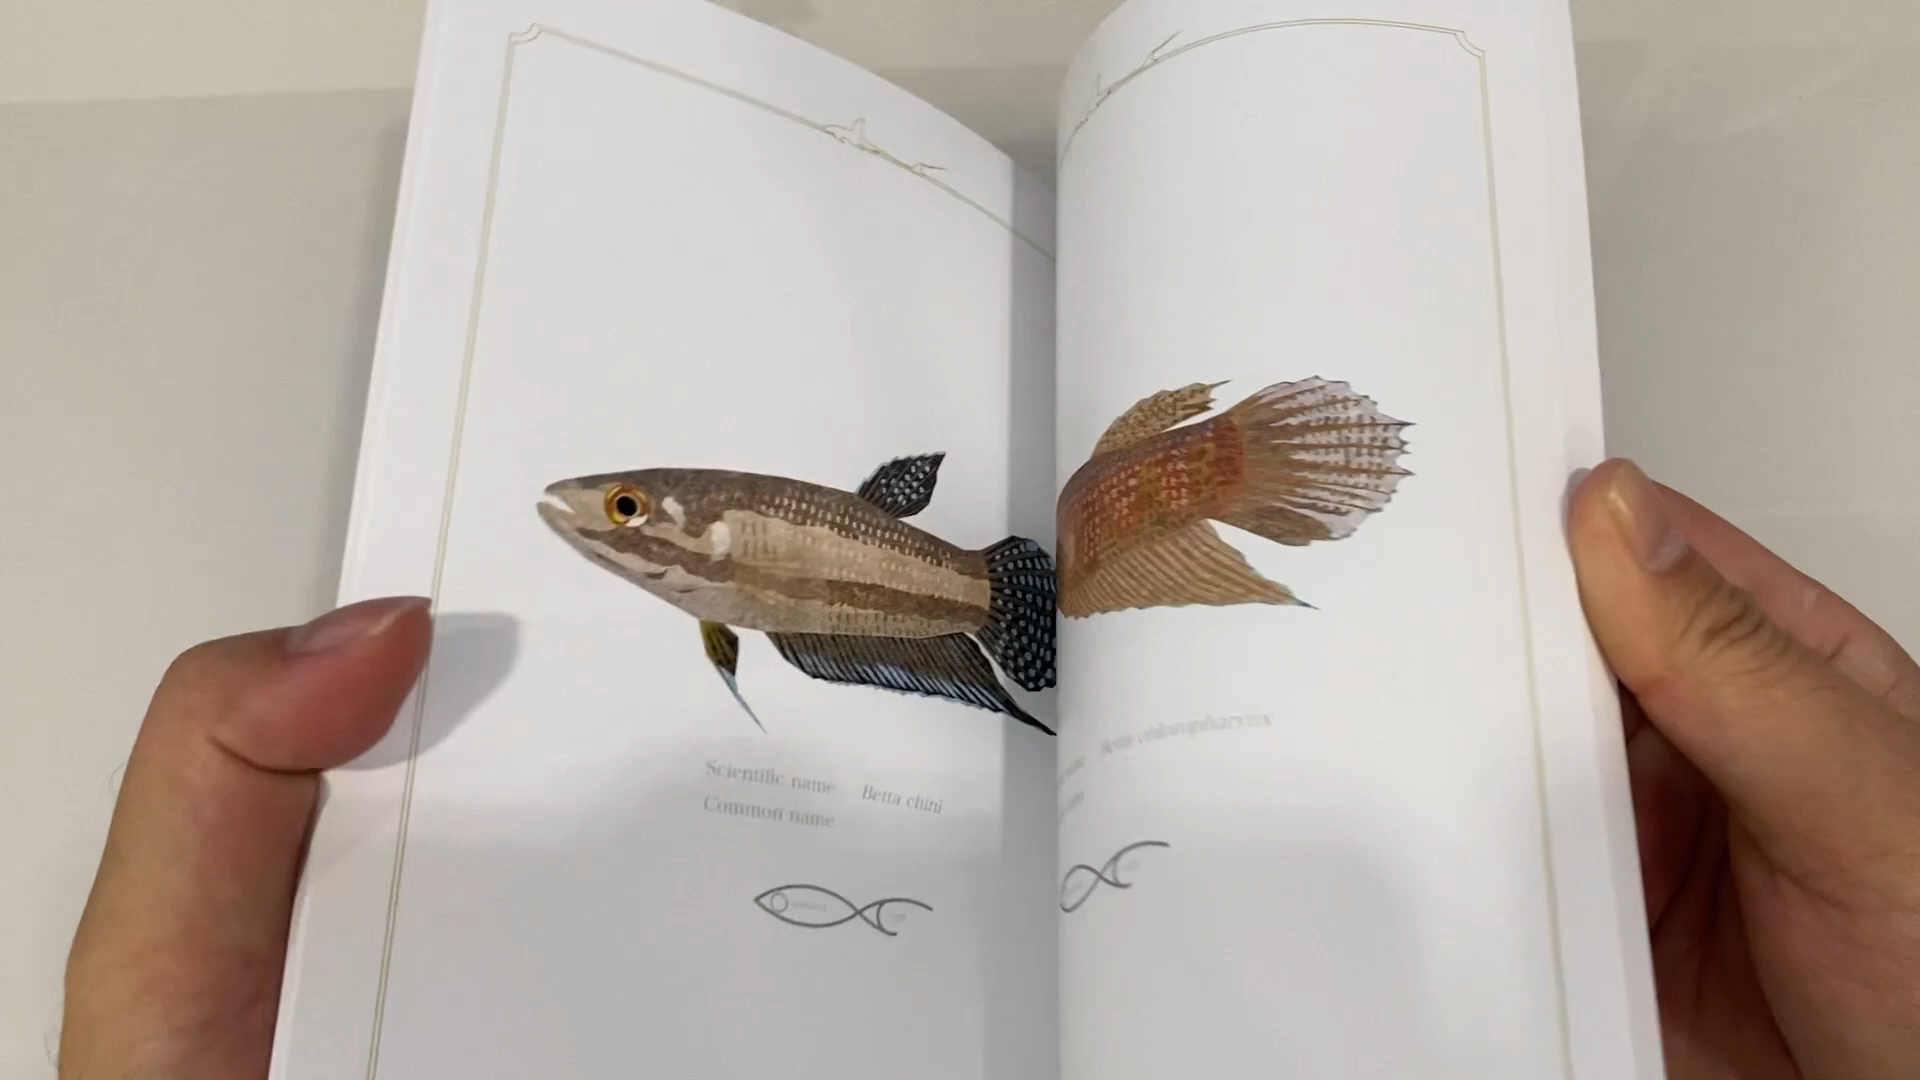 Scientific name Betta chini
Common name
Betta chloropharynx